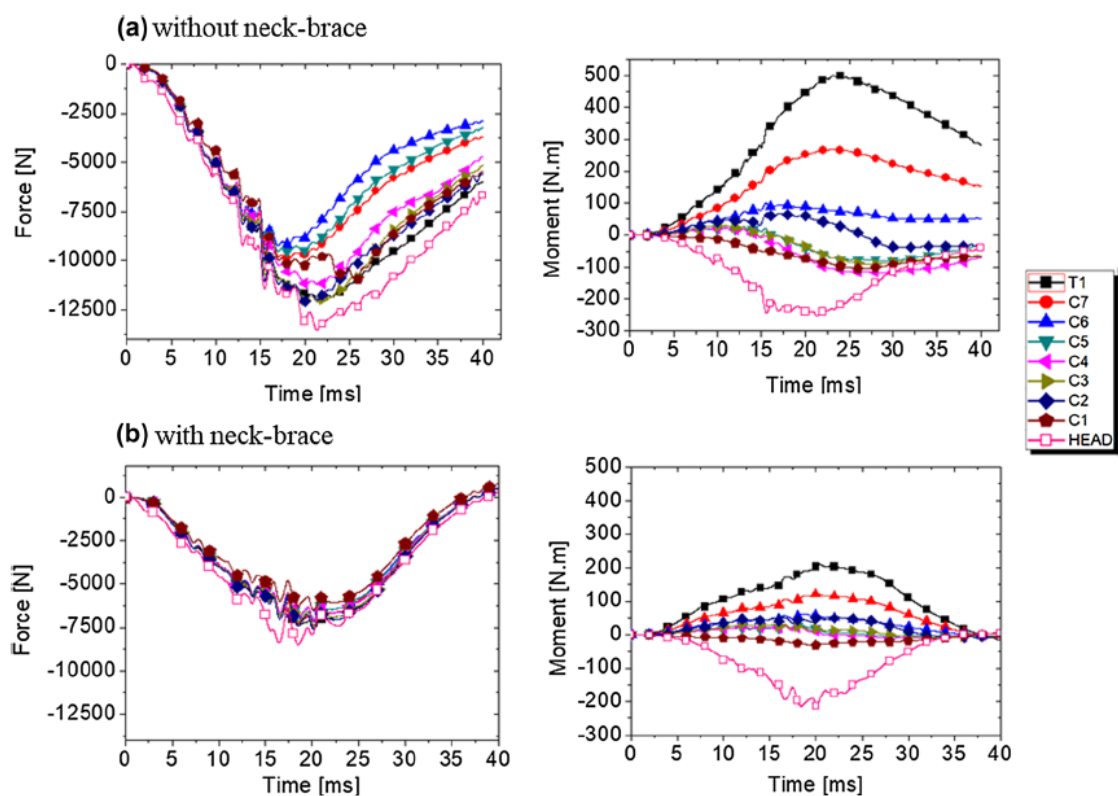 (a) without neck-brace
0
-2500
-5000
-7500
-10000
-12500
Force [N]
0 5 10 15 20 25 30 35 40
Time [ms]
500
400
300
200
100
0
-100
-200
-300
Moment [N.m]
0 5 10 15 20 25 30 35 40
Time [ms]
T1
C7
C6
C5
C4
C3
C2
C1
HEAD
(b) with neck-brace
0
-2500
-5000
-7500
-10000
-12500
Force [N]
0 5 10 15 20 25 30 35 40
Time [ms]
500
400
300
200
100
0
-100
-200
-300
Moment [N.m]
0 5 10 15 20 25 30 35 40
Time [ms]